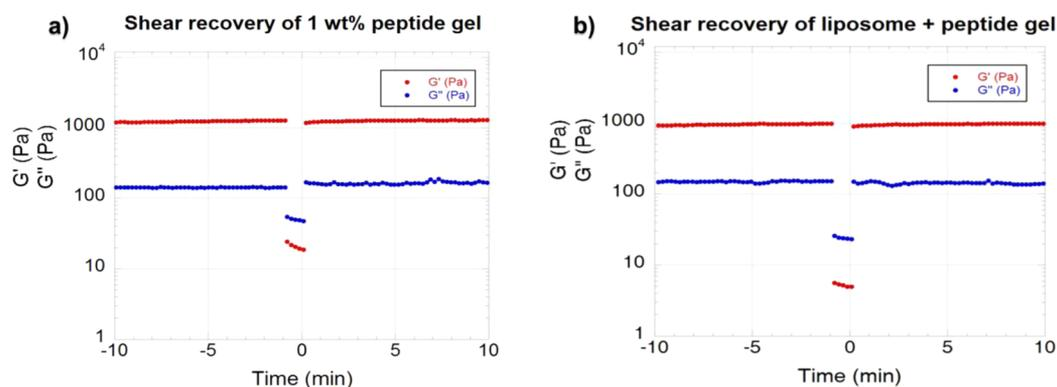 a) Shear recovery of 1 wt% peptide gel
G' (Pa)
G" (Pa)
10⁴
1000
100
10
1
-10 -5 0 5 10
Time (min)
G' (Pa)
G'' (Pa)
b) Shear recovery of liposome + peptide gel
G' (Pa)
G" (Pa)
10⁴
1000
100
10
1
-10 -5 0 5 10
Time (min)
G' (Pa)
G'' (Pa)